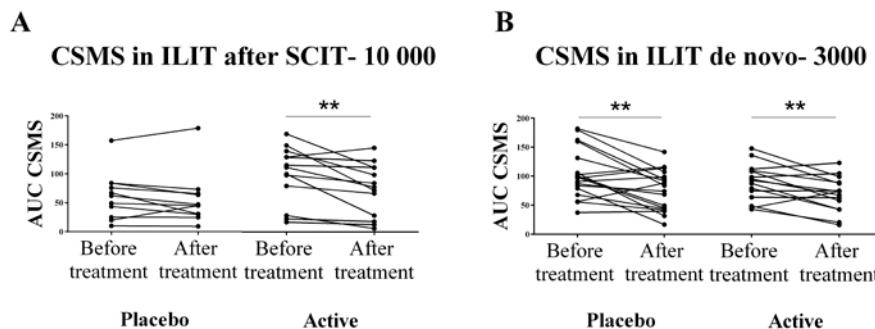 A
CSMS in ILIT after SCIT- 10 000
AUC CSMS
200
150
100
50
0
**
Before treatment
After treatment
Before treatment
After treatment
Placebo
Active
B
CSMS in ILIT de novo- 3000
AUC CSMS
200
150
100
50
0
**
**
Before treatment
After treatment
Before treatment
After treatment
Placebo
Active